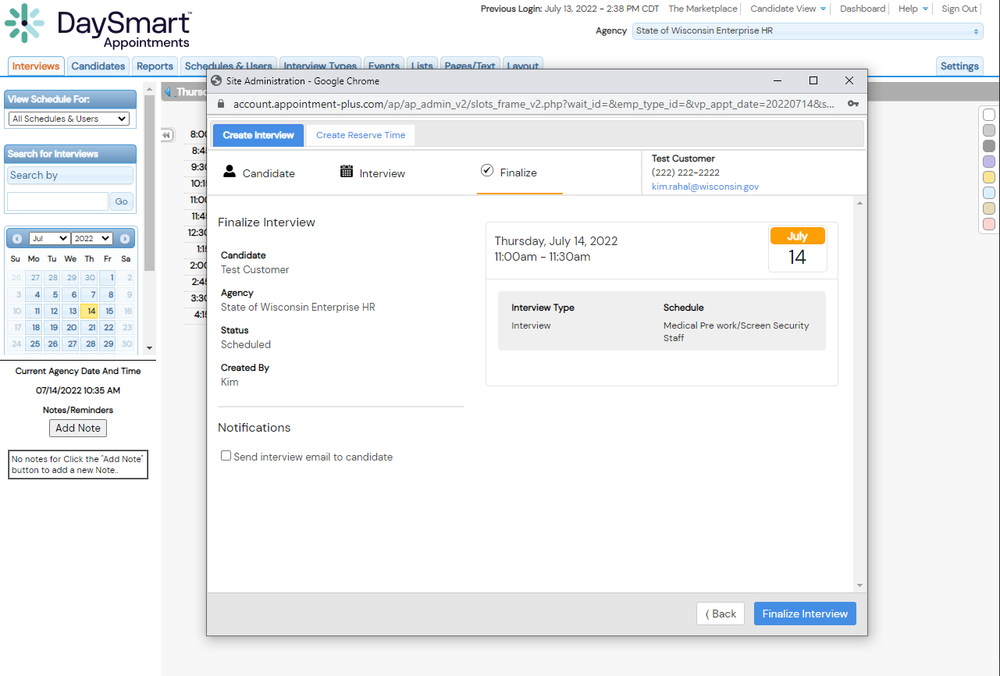 DaySmart™
Appointments
Previous Login: July 13, 2022 - 2:38 PM CDT The Marketplace Candidate View Dashboard Help Sign Out
Agency State of Wisconsin Enterprise HR
Interviews Candidates Reports Schedules & Users Interview Types Events Lists Pages/Text Layout Settings
View Schedule For:
All Schedules & Users
Search for Interviews
Search by
Go
Jul 2022
Su Mo Tu We Th Fr Sa
26 27 28 29 30 1 2
3 4 5 6 7 8 9
10 11 12 13 14 15 16
17 18 19 20 21 22 23
24 25 26 27 28 29 30
Current Agency Date And Time
07/14/2022 10:35 AM
Notes/Reminders
Add Note
No notes for Click the "Add Note"
button to add a new Note..
Thurs
8:00
8:4
9:30
10:1
11:00
11:4
12:30
1:1
2:00
2:4
3:30
4:1
Site Administration - Google Chrome
account.appointment-plus.com/ap/ap_admin_v2/slots_frame_v2.php?wait_id=&emp_type_id=&vp_appt_date=20220714&s...
Create Interview Create Reserve Time
Candidate Interview Finalize
Test Customer
(222) 222-2222
kim.rahal@wisconsin.gov
Finalize Interview
Candidate
Test Customer
Agency
State of Wisconsin Enterprise HR
Status
Scheduled
Created By
Kim
Notifications
Send interview email to candidate
Thursday, July 14, 2022
11:00am - 11:30am
July
14
Interview Type Schedule
Interview Medical Pre work/Screen Security
Staff
Back Finalize Interview